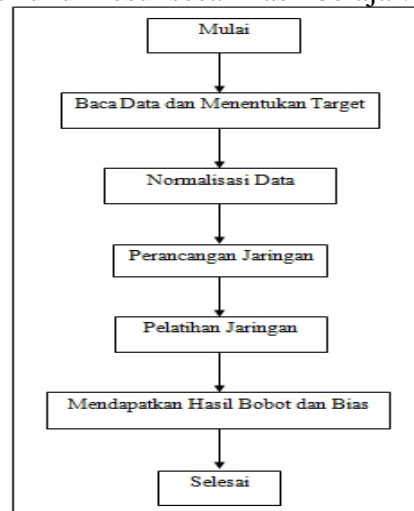 Mulai
Baca Data dan Menentukan Target
Normalisasi Data
Perancangan Jaringan
Pelatihan Jaringan
Mendapatkan Hasil Bobot dan Bias
Selesai